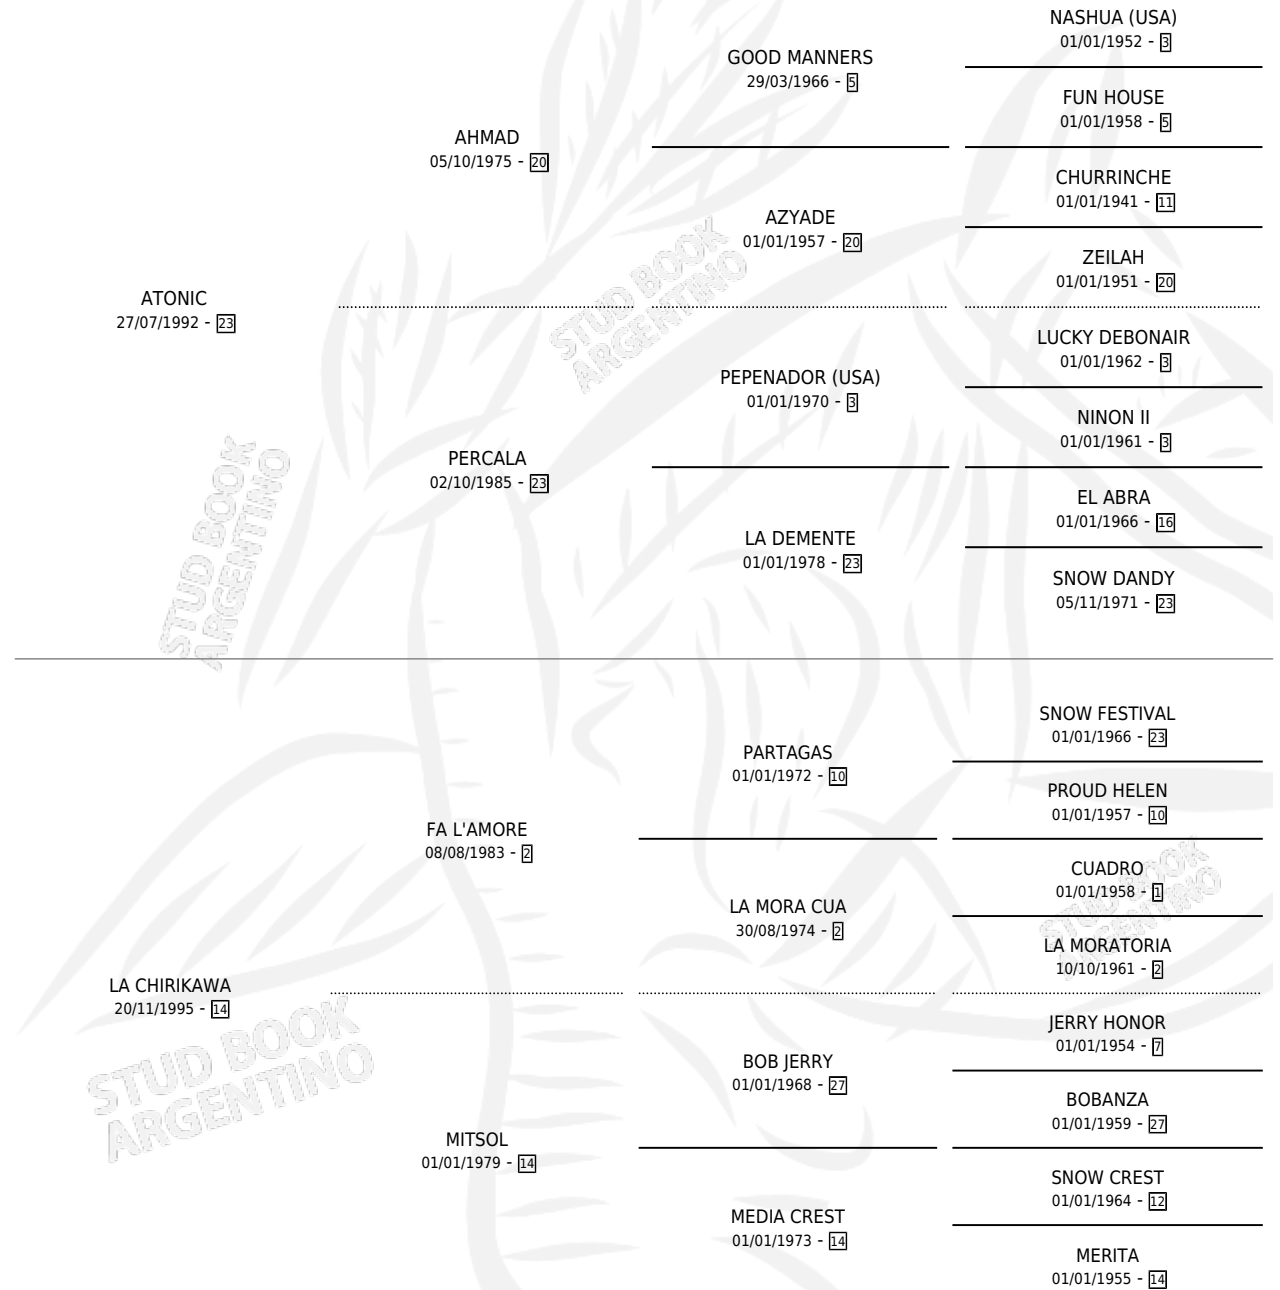 NASHUA (USA)
01/01/1952 - 3
GOOD MANNERS
29/03/1966 - 5
FUN HOUSE
01/01/1958 - 5
AHMAD
05/10/1975 - 20
CHURRINCHE
01/01/1941 - 11
AZYADE
01/01/1957 - 20
ZEILAH
01/01/1951 - 20
ATONIC
27/07/1992 - 23
LUCKY DEBONAIR
01/01/1962 - 3
PEPENADOR (USA)
01/01/1970 - 3
NINON II
01/01/1961 - 3
PERCALA
02/10/1985 - 23
EL ABRA
01/01/1966 - 16
LA DEMENTE
01/01/1978 - 23
SNOW DANDY
05/11/1971 - 23
STUD BOOK
ARGENTINO
STUD BOOK
ARGENTINO
SNOW FESTIVAL
01/01/1966 - 23
PARTAGAS
01/01/1972 - 10
PROUD HELEN
01/01/1957 - 10
FA L'AMORE
08/08/1983 - 2
CUADRO
01/01/1958 - 1
LA MORA CUA
30/08/1974 - 2
LA MORATORIA
10/10/1961 - 2
LA CHIRIKAWA
20/11/1995 - 14
JERRY HONOR
01/01/1954 - 7
BOB JERRY
01/01/1968 - 27
BOBANZA
01/01/1959 - 27
MITSOL
01/01/1979 - 14
SNOW CREST
01/01/1964 - 12
MEDIA CREST
01/01/1973 - 14
MERITA
01/01/1955 - 14
STUD BOOK
ARGENTINO
STUD BOOK
ARGENTINO